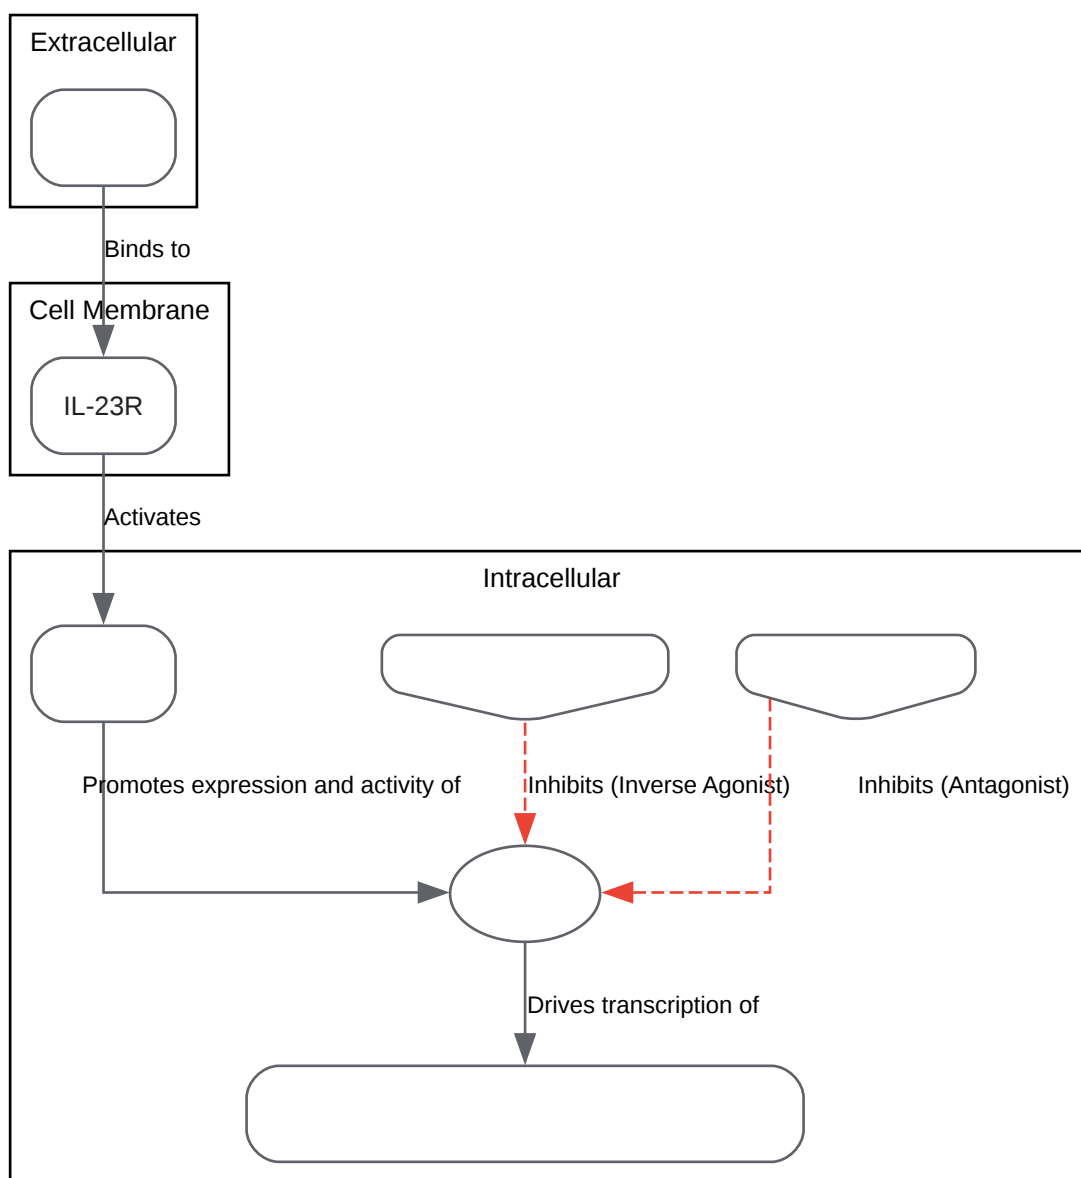 Extracellular
Binds to
Cell Membrane
IL-23R
Activates
Intracellular
Promotes expression and activity of
Inhibits (Inverse Agonist)
Inhibits (Antagonist)
Drives transcription of